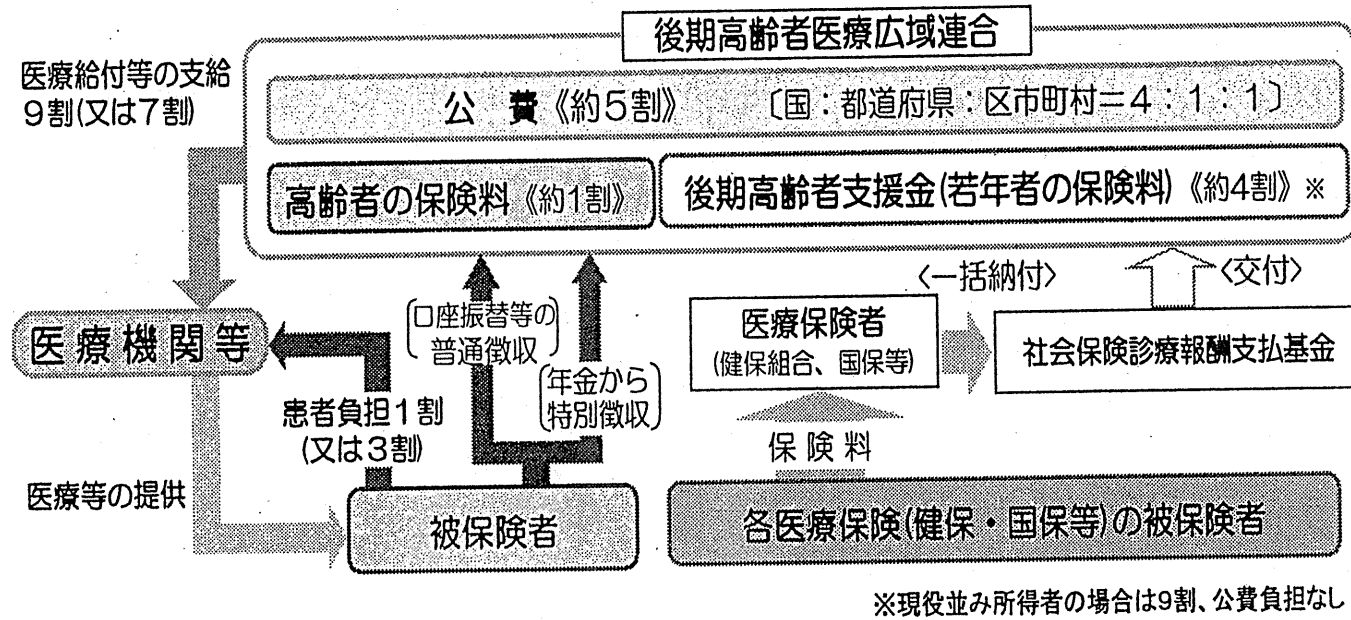 後期高齢者医療広域連合
医療給付等の支給
9割(又は7割)
公 費《約5割》 〔国：都道府県：区市町村＝4：1：1〕
高齢者の保険料《約1割》
後期高齢者支援金(若年者の保険料)《約4割》※
〈一括納付〉
〈交付〉
医療機関等
口座振替等の
普通徴収
年金から
特別徴収
医療保険者
(健保組合、国保等)
社会保険診療報酬支払基金
患者負担1割
(又は3割)
保険料
医療等の提供
被保険者
各医療保険(健保・国保等)の被保険者
※現役並み所得者の場合は9割、公費負担なし